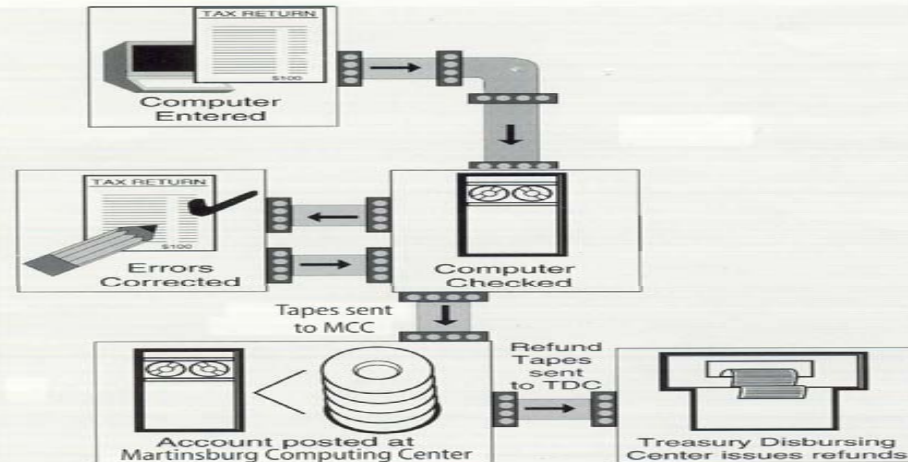 TAX RETURN
$100
Computer
Entered
TAX RETURN
$100
Errors
Corrected
Computer
Checked
Tapes sent
to MCC
Refund
Tapes
sent
to TDC
Account posted at
Martinsburg Computing Center
Treasury Disbursing
Center issues refunds